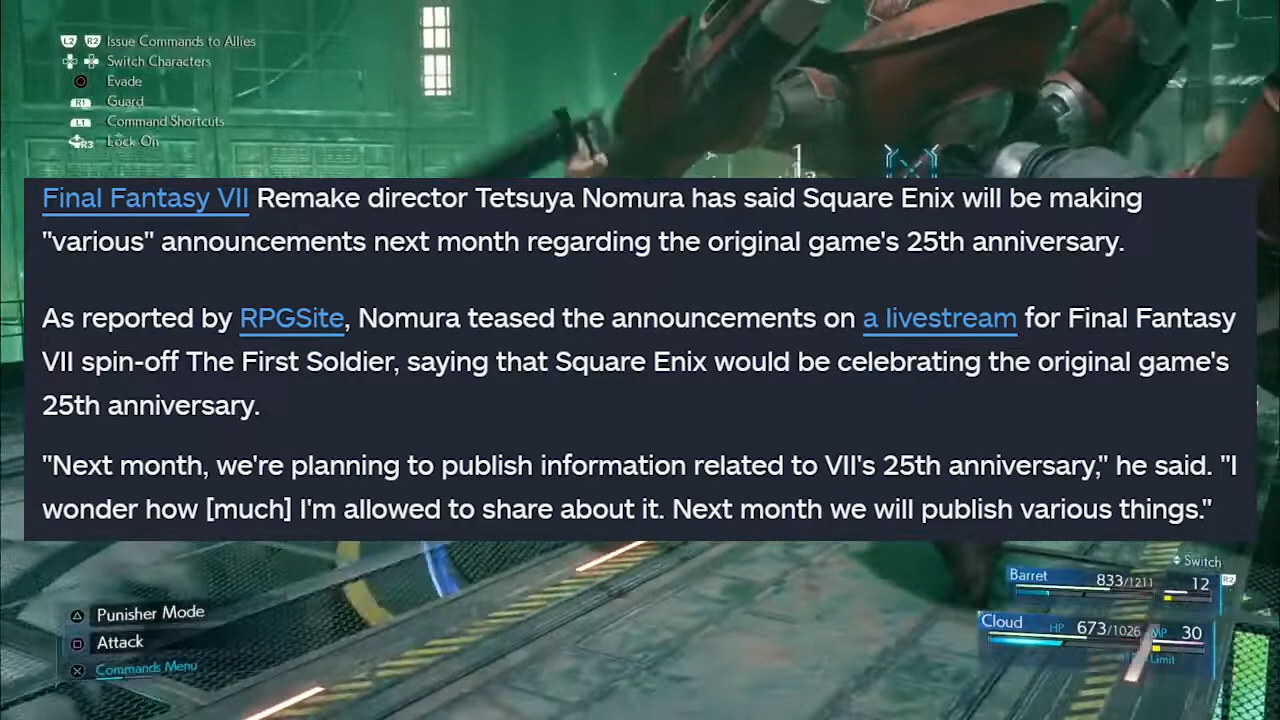 L2 R2 Issue Commands to Allies
Switch Characters
Evade
R1 Guard
L1 Command Shortcuts
R3 Lock On
Final Fantasy VII Remake director Tetsuya Nomura has said Square Enix will be making
"various" announcements next month regarding the original game's 25th anniversary.
As reported by RPGSite, Nomura teased the announcements on a livestream for Final Fantasy
VII spin-off The First Soldier, saying that Square Enix would be celebrating the original game's
25th anniversary.
"Next month, we're planning to publish information related to VII's 25th anniversary," he said. "I
wonder how [much] I'm allowed to share about it. Next month we will publish various things."
Switch
Barret 833/1211 12 R2
Punisher Mode
Cloud HP 673/1026 MP 30
Attack
Limit
Commands Menu